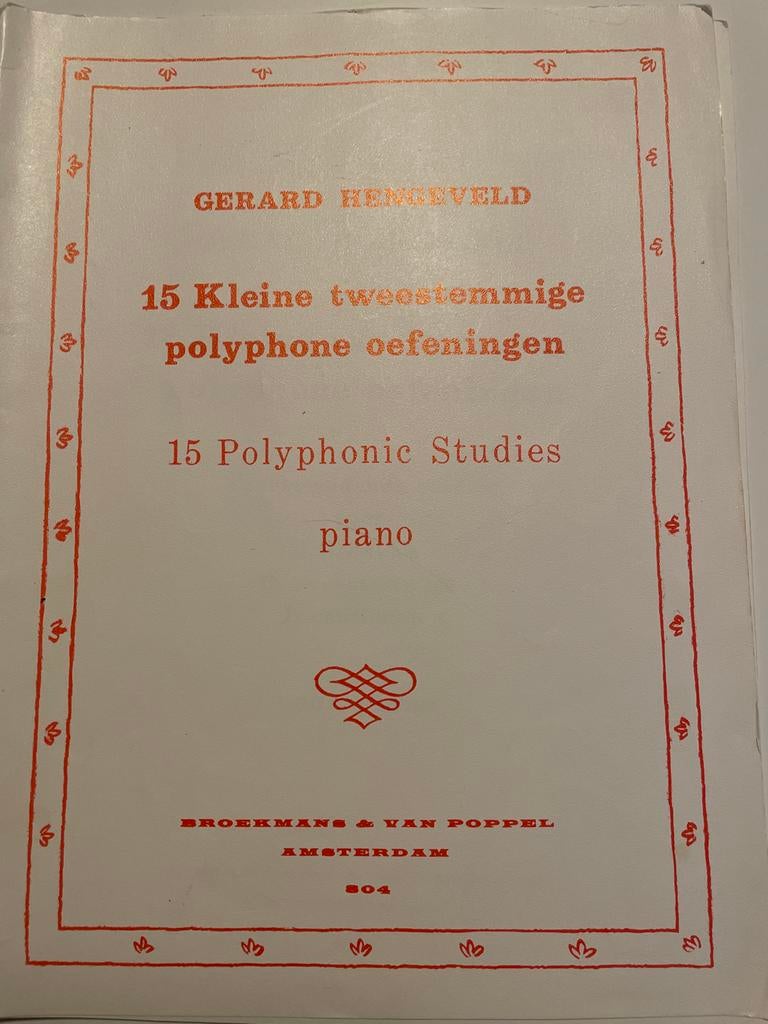 GERARD HENGEVELD
15 Kleine tweestemmige
polyphone oefeningen
15 Polyphonic Studies
piano
BROEKMANS & VAN POPPEL
AMSTERDAM
804